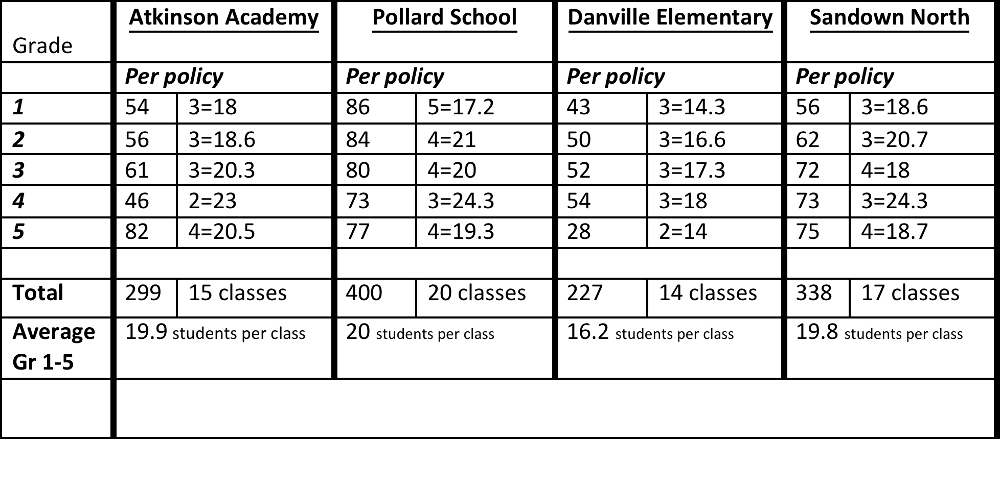 Grade Atkinson Academy Pollard School Danville Elementary Sandown North
Per policy Per policy Per policy Per policy
1 54 3=18 86 5=17.2 43 3=14.3 56 3=18.6
2 56 3=18.6 84 4=21 50 3=16.6 62 3=20.7
3 61 3=20.3 80 4=20 52 3=17.3 72 4=18
4 46 2=23 73 3=24.3 54 3=18 73 3=24.3
5 82 4=20.5 77 4=19.3 28 2=14 75 4=18.7
Total 299 15 classes 400 20 classes 227 14 classes 338 17 classes
Average 19.9 students per class 20 students per class 16.2 students per class 19.8 students per class
Gr 1-5